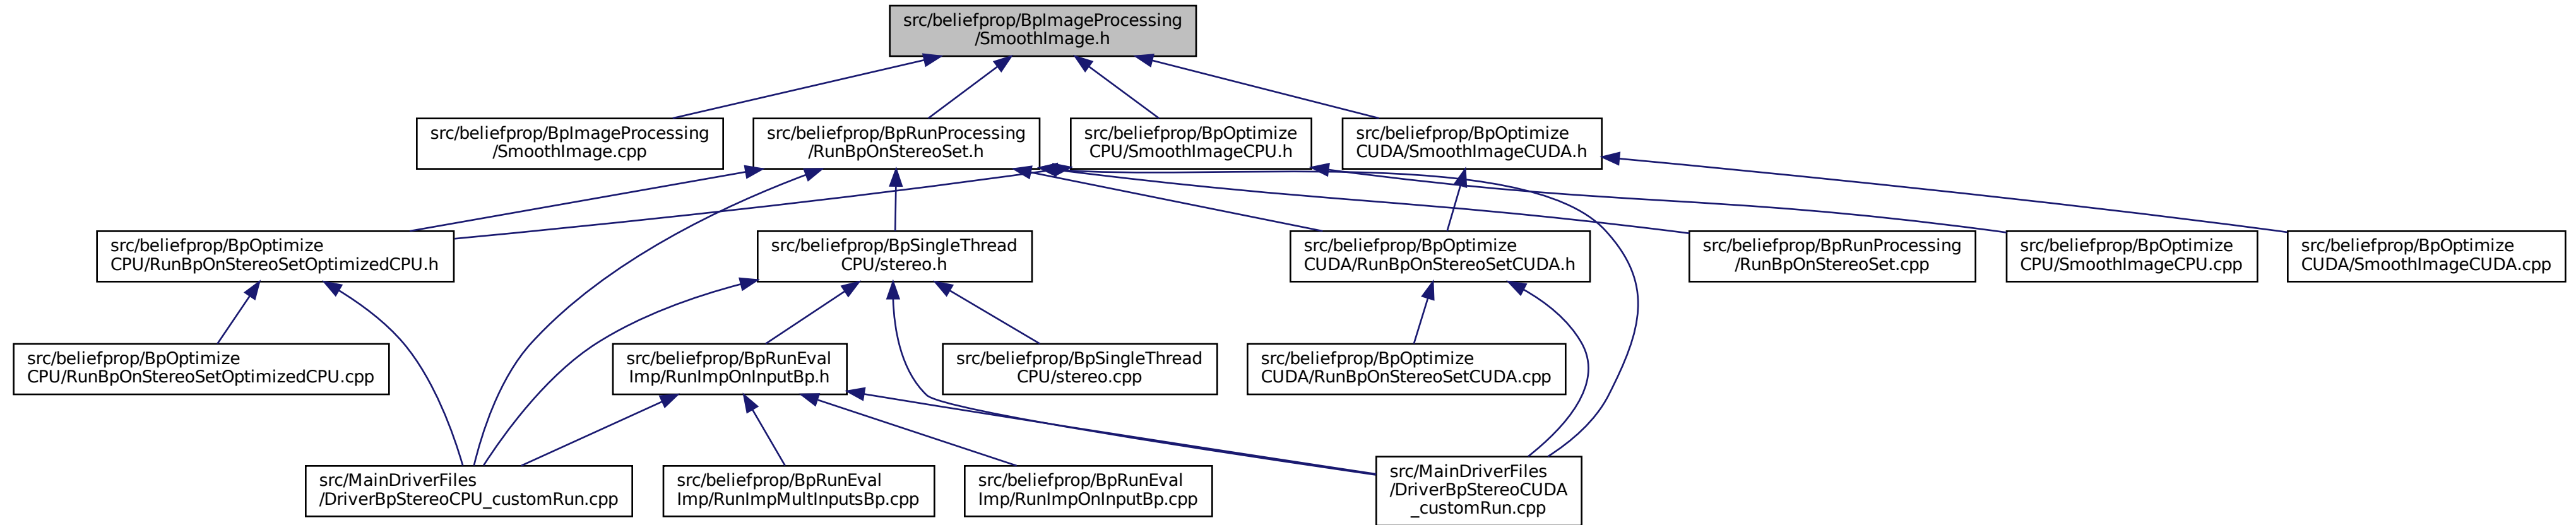 src/beliefprop/BpImageProcessing
/SmoothImage.h
src/beliefprop/BpImageProcessing
/SmoothImage.cpp
src/beliefprop/BpRunProcessing
/RunBpOnStereoSet.h
src/beliefprop/BpOptimize
CPU/SmoothImageCPU.h
src/beliefprop/BpOptimize
CUDA/SmoothImageCUDA.h
src/beliefprop/BpOptimize
CPU/RunBpOnStereoSetOptimizedCPU.h
src/beliefprop/BpSingleThread
CPU/stereo.h
src/beliefprop/BpOptimize
CUDA/RunBpOnStereoSetCUDA.h
src/beliefprop/BpRunProcessing
/RunBpOnStereoSet.cpp
src/beliefprop/BpOptimize
CPU/SmoothImageCPU.cpp
src/beliefprop/BpOptimize
CUDA/SmoothImageCUDA.cpp
src/beliefprop/BpOptimize
CPU/RunBpOnStereoSetOptimizedCPU.cpp
src/beliefprop/BpRunEval
Imp/RunImpOnInputBp.h
src/beliefprop/BpSingleThread
CPU/stereo.cpp
src/beliefprop/BpOptimize
CUDA/RunBpOnStereoSetCUDA.cpp
src/MainDriverFiles
/DriverBpStereoCPU_customRun.cpp
src/beliefprop/BpRunEval
Imp/RunImpMultInputsBp.cpp
src/beliefprop/BpRunEval
Imp/RunImpOnInputBp.cpp
src/MainDriverFiles
/DriverBpStereoCUDA
_customRun.cpp